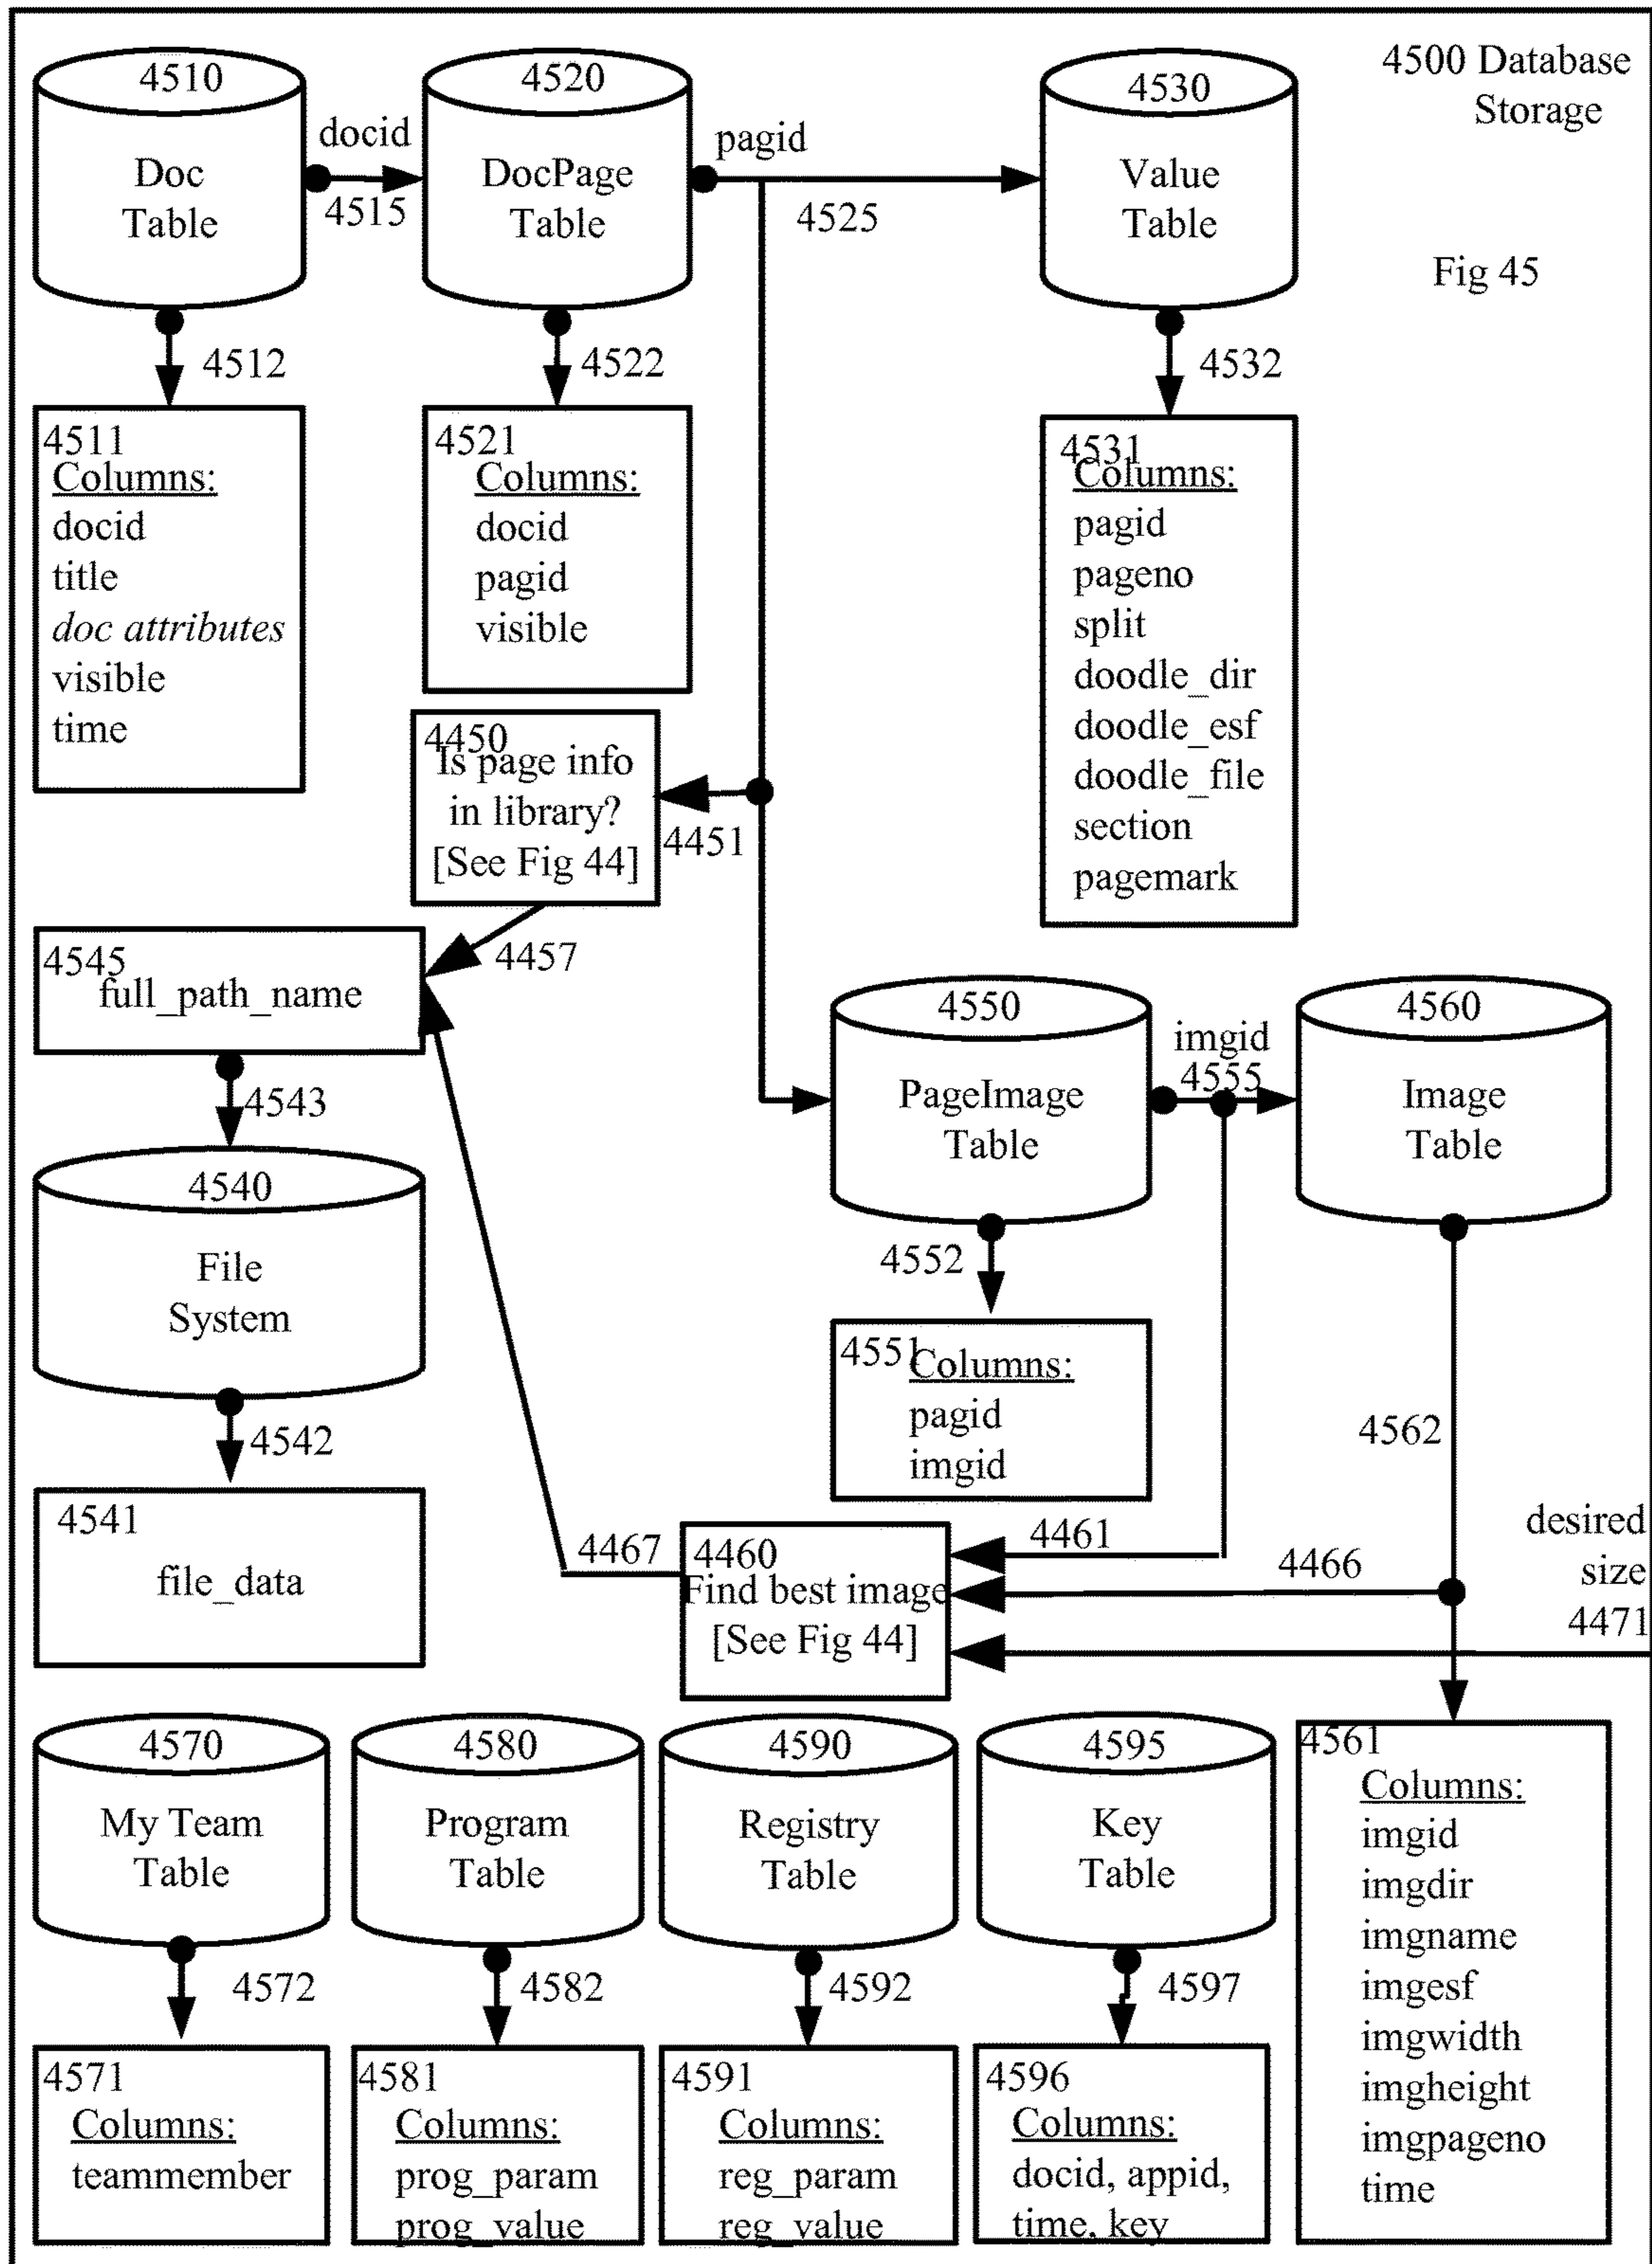 4500 Database
Storage
Fig 45
4510
Doc
Table
docid
4515
4520
DocPage
Table
pagid
4525
4530
Value
Table
4512
4522
4532
4511
Columns:
docid
title
doc attributes
visible
time
4521
Columns:
docid
pagid
visible
4531
Columns:
pagid
pageno
split
doodle_dir
doodle_esf
doodle_file
section
pagemark
4450
Is page info
in library?
[See Fig 44]
4451
4457
4545
full_path_name
4543
4540
File
System
4542
4541
file_data
4550
PageImage
Table
imgid
4555
4560
Image
Table
4552
4551
Columns:
pagid
imgid
4562
4461
4466
4467
4460
Find best image
[See Fig 44]
desired
size
4471
4570
My Team
Table
4580
Program
Table
4590
Registry
Table
4595
Key
Table
4572
4582
4592
4597
4571
Columns:
teammember
4581
Columns:
prog_param
prog_value
4591
Columns:
reg_param
reg_value
4596
Columns:
docid, appid,
time, key
4561
Columns:
imgid
imgdir
imgname
imgesf
imgwidth
imgheight
imgpageno
time